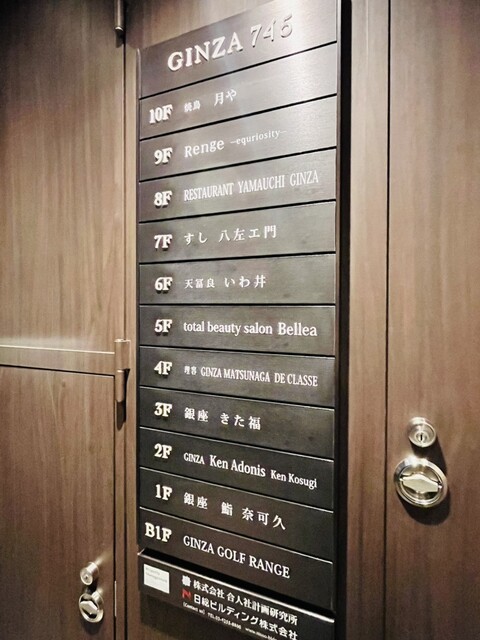 GINZA 745
10F 焼鳥 月や
9F Renge -equriosity-
8F RESTAURANT YAMAUCHI GINZA
7F すし 八左エ門
6F 天冨良 いわ井
5F total beauty salon Bellea
4F 理容 GINZA MATSUNAGA DE CLASSE
3F 銀座 きた福
2F GINZA Ken Adonis Ken Kosugi
1F 銀座 鮨 奈可久
B1F GINZA GOLF RANGE
株式会社 合人社計画研究所
日総ビルディング株式会社